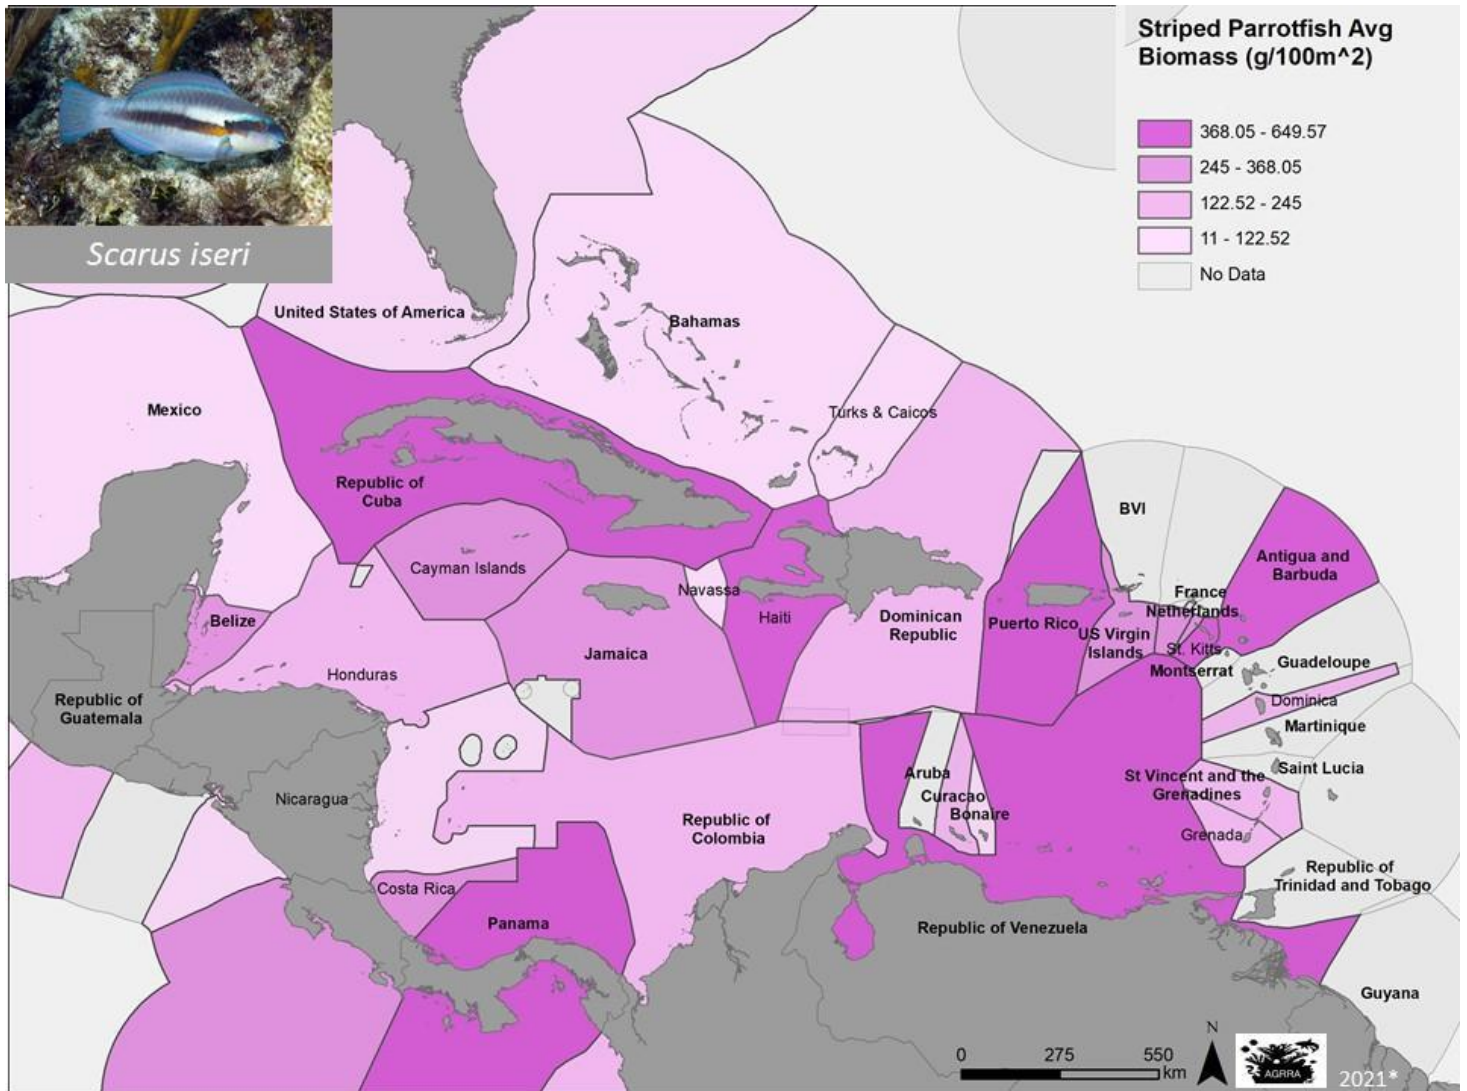 Striped Parrotfish Avg
Biomass (g/100m^2)
368.05 - 649.57
245 - 368.05
122.52 - 245
11 - 122.52
No Data
Scarus iseri
United States of America
Bahamas
Mexico
Turks & Caicos
Republic of
Cuba
BVI
Antigua and
Barbuda
Cayman Islands
Navassa
France
Netherlands
Belize
Haiti
Dominican
Republic
Puerto Rico
US Virgin
Islands
St. Kitts
Montserrat
Jamaica
Guadeloupe
Honduras
Republic of
Guatemala
Dominica
Martinique
Saint Lucia
Aruba
St Vincent and the
Grenadines
Nicaragua
Curacao
Bonaire
Republic of
Colombia
Grenada
Republic of
Trinidad and Tobago
Costa Rica
Panama
Republic of Venezuela
Guyana
N
0 275 550
km
AGRRA
2021*